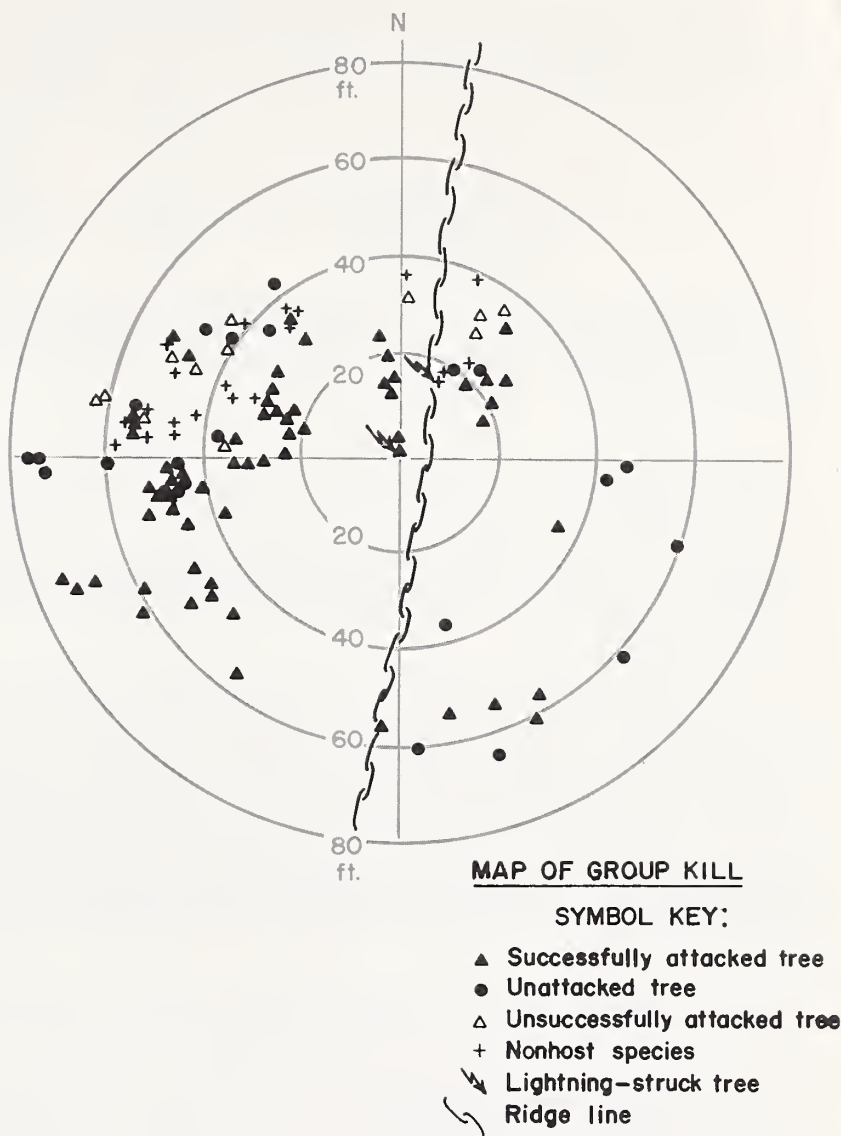 N
80
ft.
60
40
20
20
40
60
80
ft.
MAP OF GROUP KILL
SYMBOL KEY:
Successfully attacked tree
Unattacked tree
Unsuccessfully attacked tree
Nonhost species
Lightning-struck tree
Ridge line